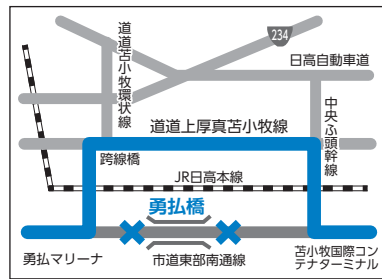 234
日高自動車道
道道苫小牧環状線
道道上厚真苫小牧線
中央ふ頭幹線
跨線橋
JR日高本線
勇払橋
勇払マリーナ
市道東部南通線
苫小牧国際コン
テナターミナル